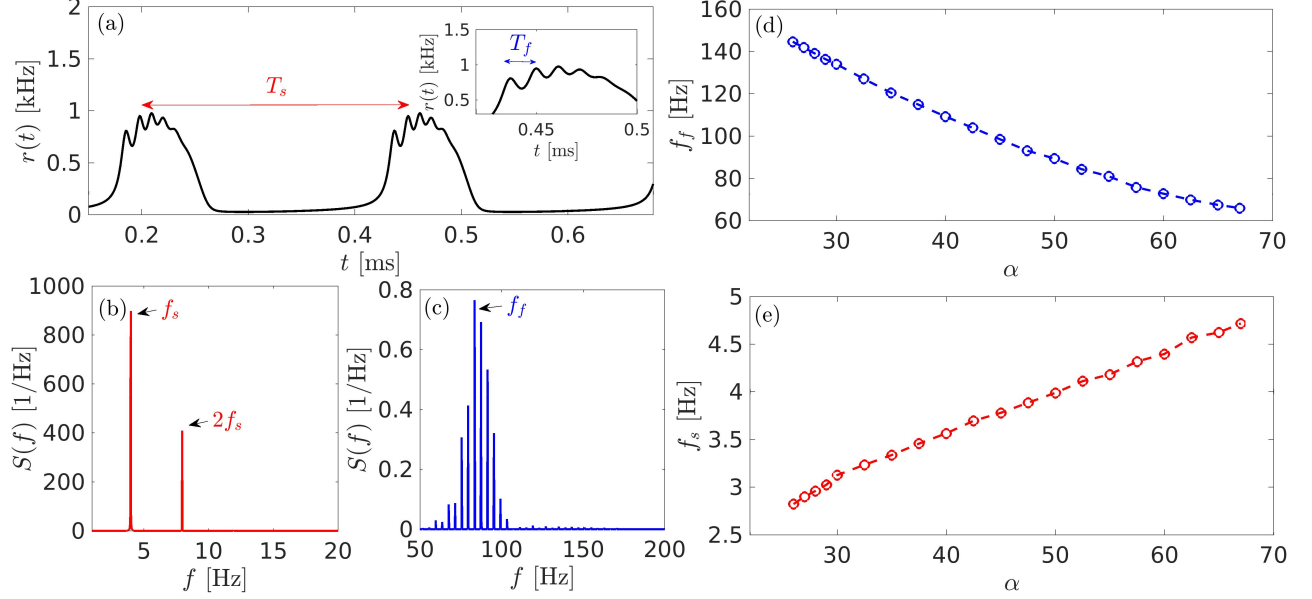 (a)
r(t) [kHz]
2
1.5
1
0.5
0
T_s
0.2
0.3
0.4
0.5
0.6
t [ms]
r(t) [kHz]
1
0.5
T_f
0.45
0.5
t [ms]
(b)
S(f) [1/Hz]
1000
800
600
400
200
0
f_s
2f_s
5
10
15
20
f [Hz]
(c)
S(f) [1/Hz]
0.8
0.6
0.4
0.2
0
f_f
50
100
150
200
f [Hz]
(d)
f_f [Hz]
160
140
120
100
80
60
30
40
50
60
70
α
(e)
f_s [Hz]
5
4.5
4
3.5
3
2.5
30
40
50
60
70
α